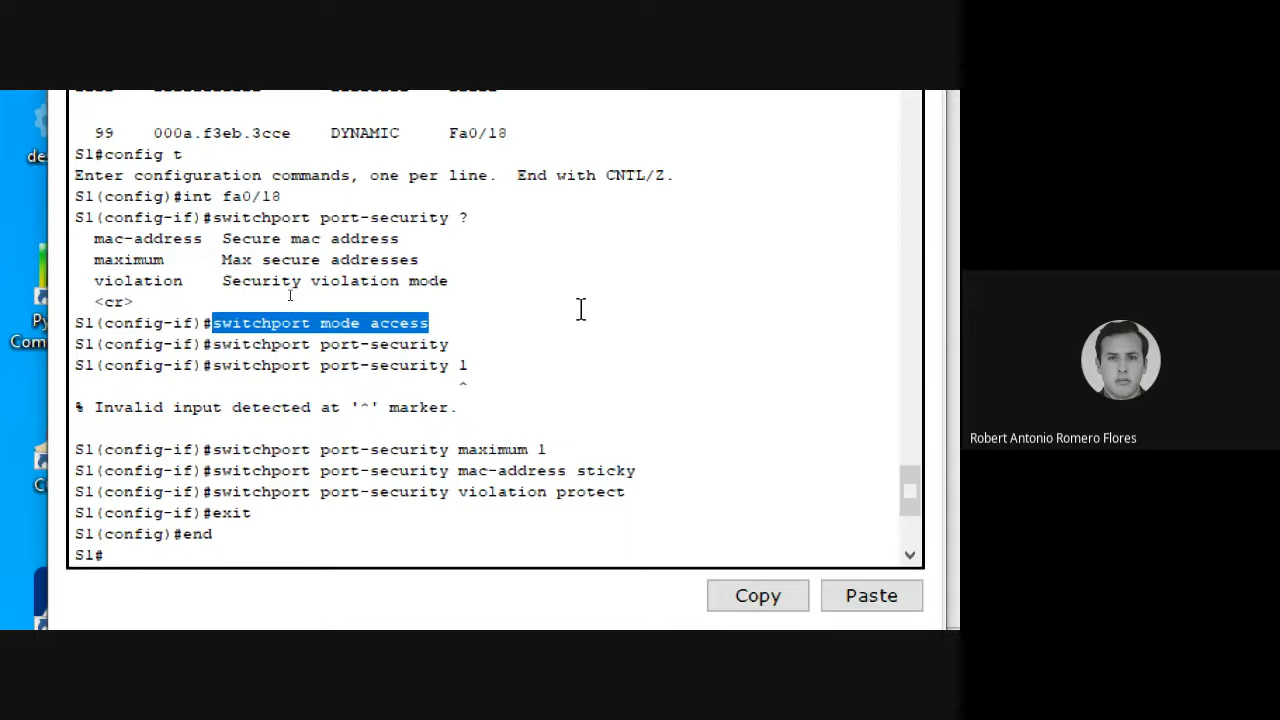 99    000a.f3eb.3cce    DYNAMIC     Fa0/18
S1#config t
Enter configuration commands, one per line.  End with CNTL/Z.
S1(config)#int fa0/18
S1(config-if)#switchport port-security ?
  mac-address  Secure mac address
  maximum      Max secure addresses
  violation    Security violation mode
  <cr>
S1(config-if)#switchport mode access
S1(config-if)#switchport port-security
S1(config-if)#switchport port-security 1
^
% Invalid input detected at '^' marker.
S1(config-if)#switchport port-security maximum 1
S1(config-if)#switchport port-security mac-address sticky
S1(config-if)#switchport port-security violation protect
S1(config-if)#exit
S1(config)#end
S1#
Copy
Paste
de
Py
Com
C
Robert Antonio Romero Flores